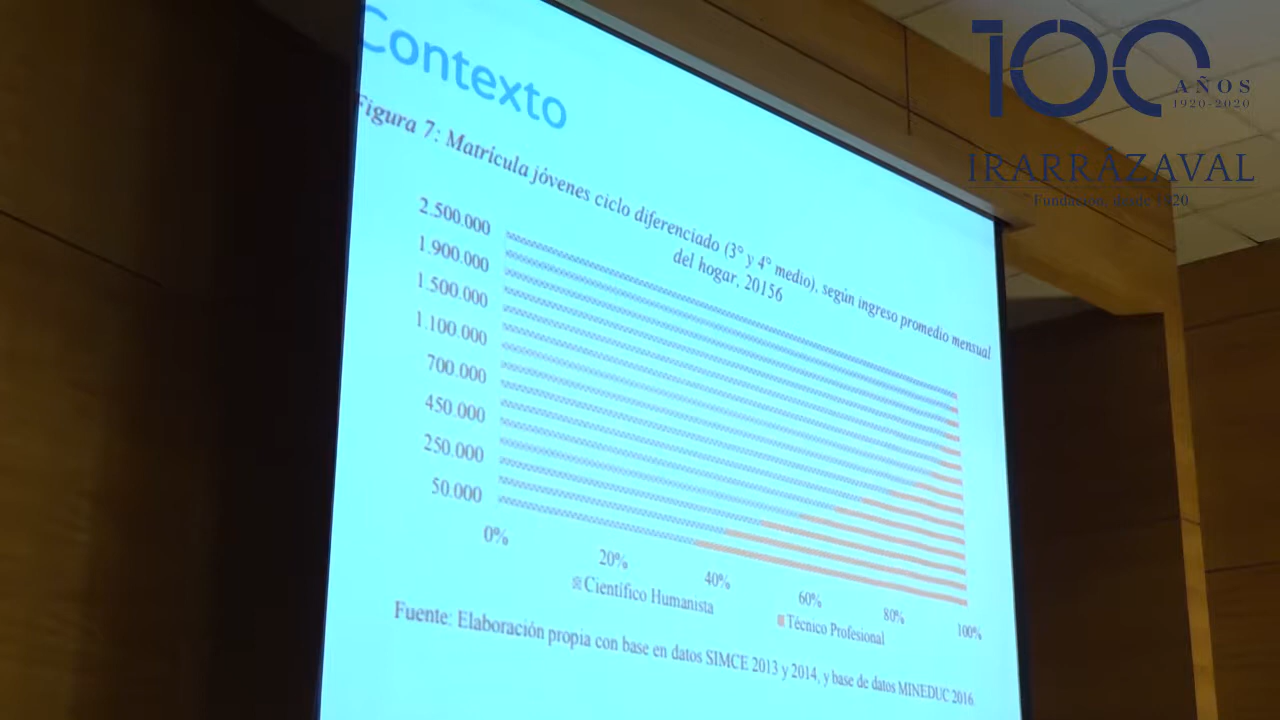 Contexto
Figura 7: Matrícula jóvenes ciclo diferenciado (3° y 4° medio), según ingreso promedio mensual
del hogar, 20156
2.500.000
1.900.000
1.500.000
1.100.000
700.000
450.000
250.000
50.000
0%
20%
40%
60%
80%
100%
Científico Humanista
Técnico Profesional
Fuente: Elaboración propia con base en datos SIMCE 2013 y 2014, y base de datos MINEDUC 2016
100
AÑOS
1920-2020
IRARRÁZAVAL
Fundación, desde 1920